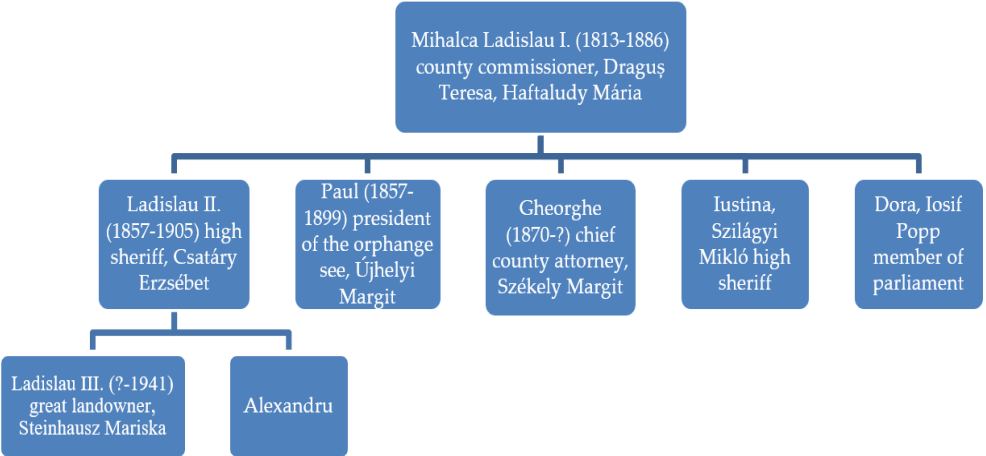 Mihalca Ladislau I. (1813-1886)
county commissioner, Draguș
Teresa, Haftaludy Mária
Ladislau II.
(1857-1905) high
sheriff, Csatáry
Erzsébet
Paul (1857-
1899) president
of the orphange
see, Újhelyi
Margit
Gheorghe
(1870-?) chief
county attorney,
Székely Margit
Iustina,
Szilágyi
Mikló high
sheriff
Dora, Iosif
Popp
member of
parliament
Ladislau III. (?-1941)
great landowner,
Steinhausz Mariska
Alexandru